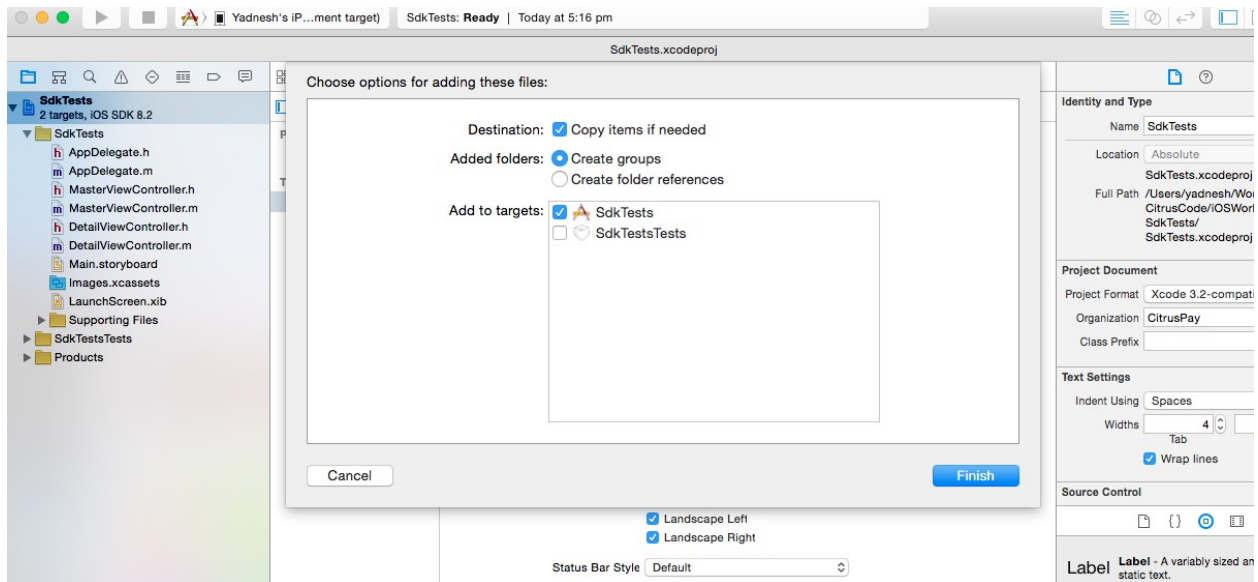 Yadnesh's iP...ment target)
SdkTests: Ready | Today at 5:16 pm
SdkTests.xcodeproj
SdkTests
2 targets, iOS SDK 8.2
SdkTests
h AppDelegate.h
m AppDelegate.m
h MasterViewController.h
m MasterViewController.m
h DetailViewController.h
m DetailViewController.m
Main.storyboard
Images.xcassets
LaunchScreen.xib
Supporting Files
SdkTestsTests
Products
P
T
Choose options for adding these files:
Destination: Copy items if needed
Added folders: Create groups
Create folder references
Add to targets: SdkTests
SdkTestsTests
Cancel
Finish
Landscape Left
Landscape Right
Status Bar Style Default
Identity and Type
Name SdkTests
Location Absolute
SdkTests.xcodeproj
Full Path /Users/yadnesh/Wor
CitrusCode/iOSWorl
SdkTests/
SdkTests.xcodeproj
Project Document
Project Format Xcode 3.2-compati
Organization CitrusPay
Class Prefix
Text Settings
Indent Using Spaces
Widths 4
Tab
Wrap lines
Source Control
{}
Label Label - A variably sized an
static text.